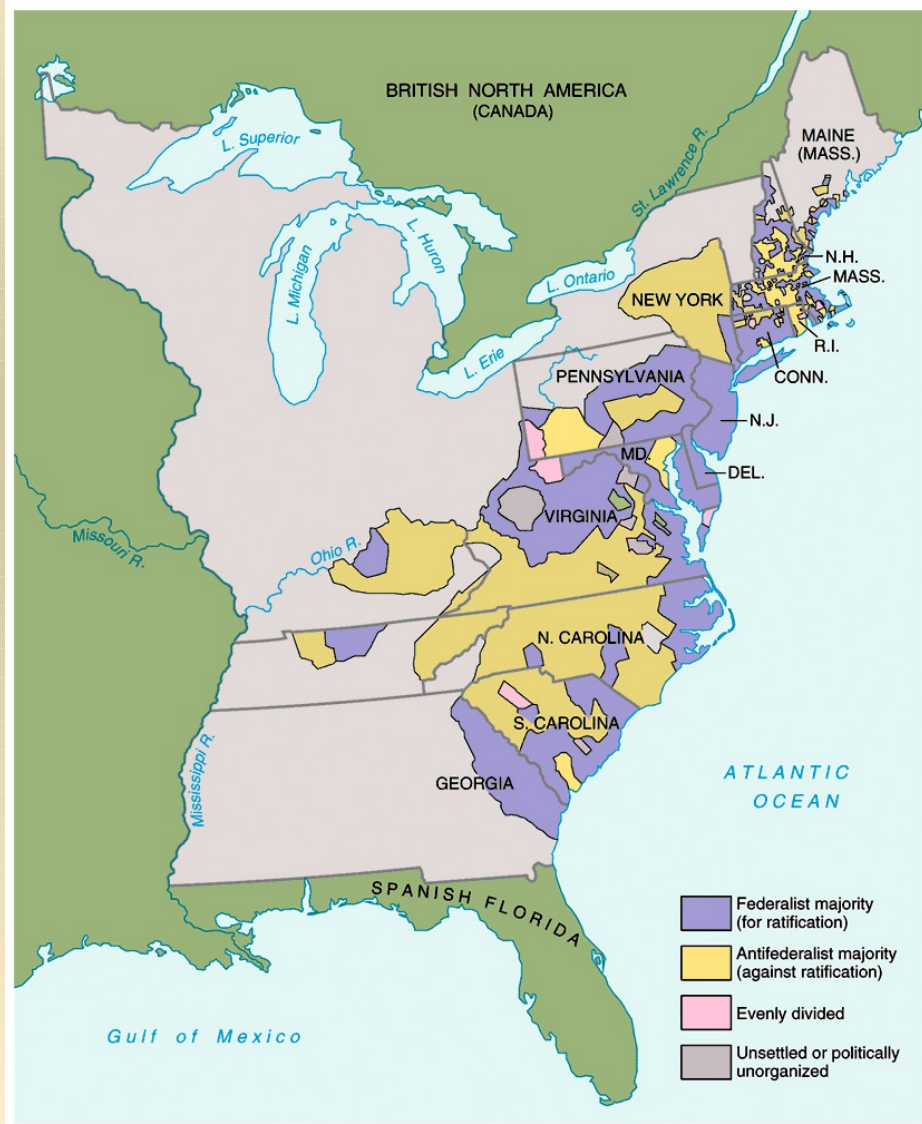 BRITISH NORTH AMERICA
(CANADA)
L. Superior
St. Lawrence R.
MAINE
(MASS.)
L. Michigan
L. Huron
L. Ontario
N.H.
MASS.
NEW YORK
R.I.
L. Erie
CONN.
PENNSYLVANIA
N.J.
MD.
DEL.
VIRGINIA
Missouri R.
Ohio R.
N. CAROLINA
S. CAROLINA
Mississippi R.
GEORGIA
ATLANTIC
OCEAN
SPANISH FLORIDA
Gulf of Mexico
Federalist majority
(for ratification)
Antifederalist majority
(against ratification)
Evenly divided
Unsettled or politically
unorganized